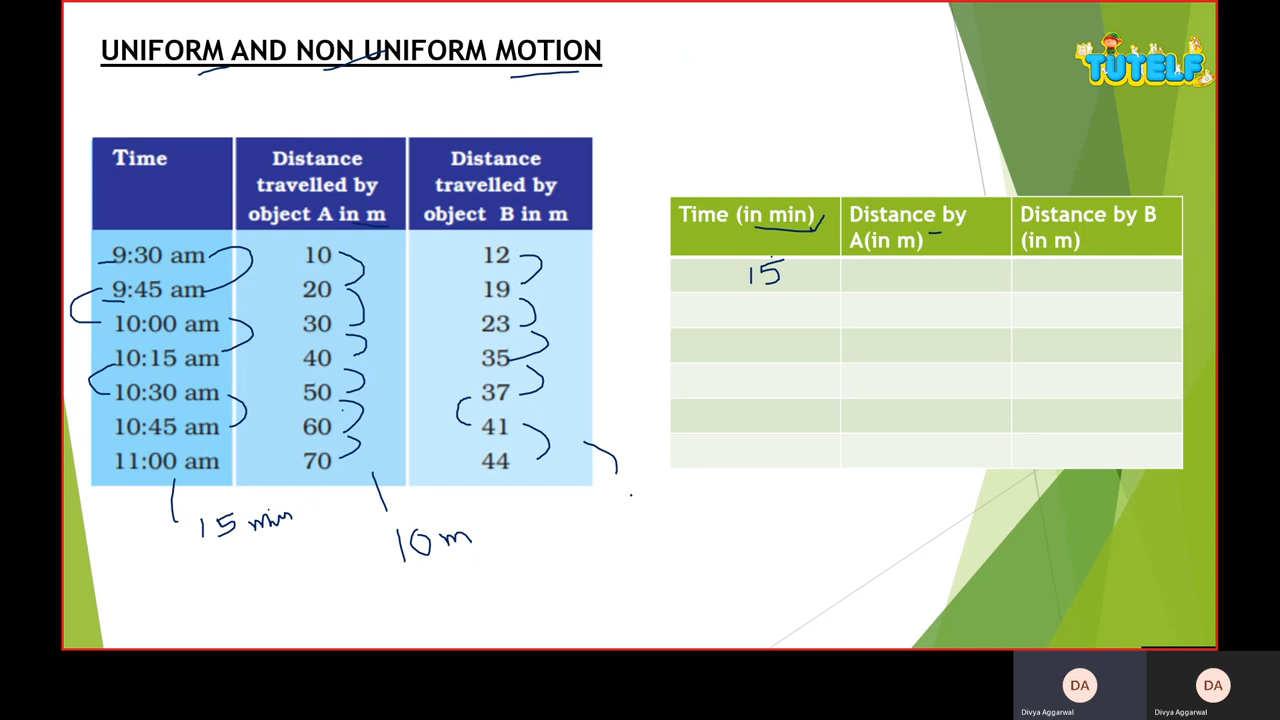 UNIFORM AND NON UNIFORM MOTION
TUTELF
Time
Distance travelled by object A in m
Distance travelled by object B in m
9:30 am 10 12
9:45 am 20 19
10:00 am 30 23
10:15 am 40 35
10:30 am 50 37
10:45 am 60 41
11:00 am 70 44
15 min
10 m
Time (in min)
Distance by A(in m)
Distance by B (in m)
15
DA
Divya Aggarwal
DA
Divya Aggarwal